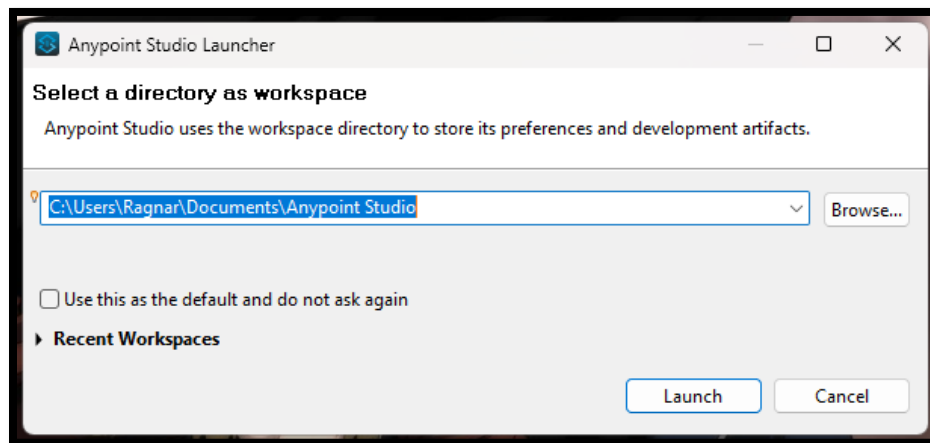 Anypoint Studio Launcher
Select a directory as workspace
Anypoint Studio uses the workspace directory to store its preferences and development artifacts.
C:\Users\Ragnar\Documents\Anypoint Studio
Browse...
Use this as the default and do not ask again
Recent Workspaces
Launch
Cancel